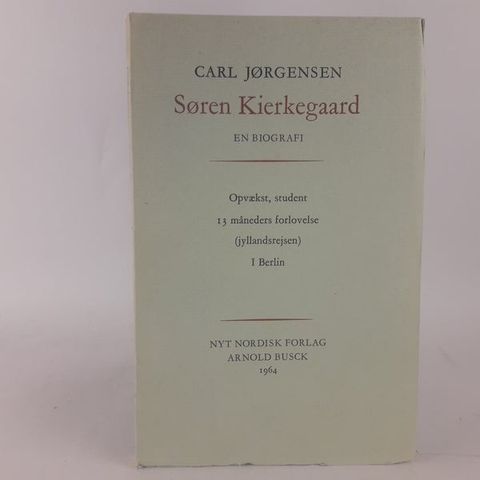 CARL JØRGENSEN
Søren Kierkegaard
EN BIOGRAFI
Opvækst, student
13 måneders forlovelse
(jyllandsrejsen)
I Berlin
NYT NORDISK FORLAG
ARNOLD BUSCK
1964